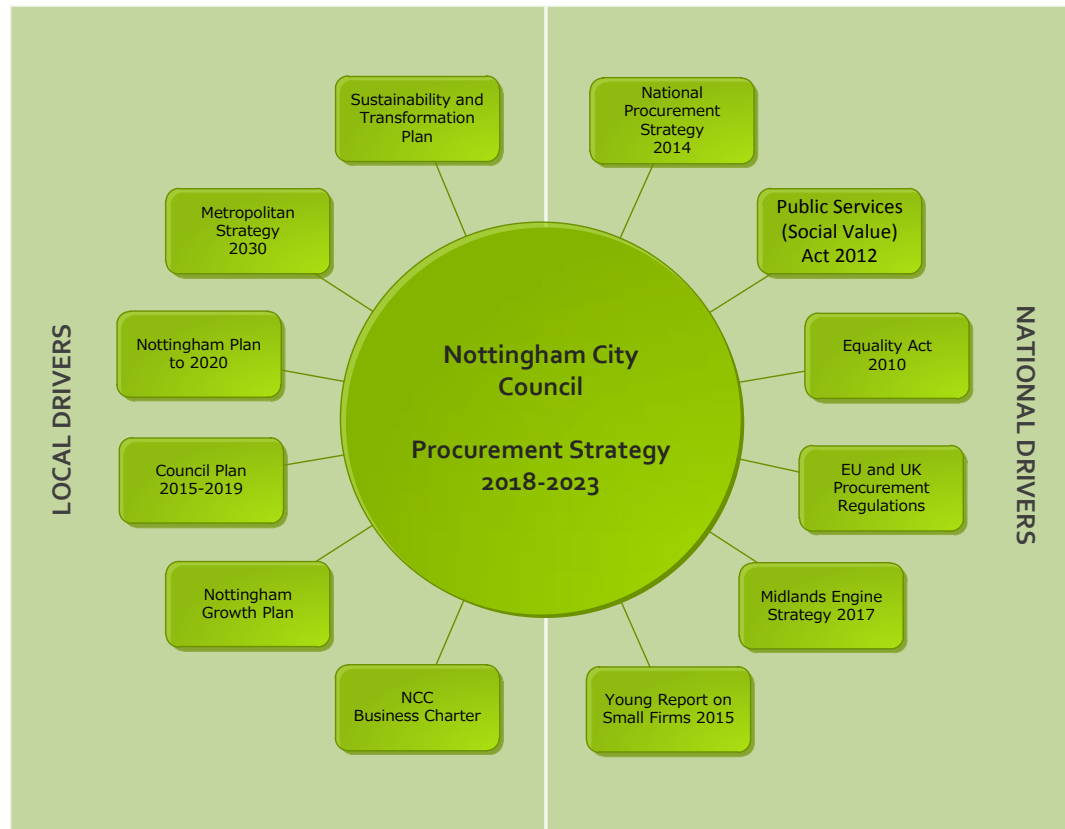 LOCAL DRIVERS
Sustainability and
Transformation
Plan
Metropolitan
Strategy
2030
Nottingham Plan
to 2020
Council Plan
2015-2019
Nottingham
Growth Plan
NCC
Business Charter
Nottingham City
Council
Procurement Strategy
2018-2023
National
Procurement
Strategy
2014
Public Services
(Social Value)
Act 2012
Equality Act
2010
EU and UK
Procurement
Regulations
Midlands Engine
Strategy 2017
Young Report on
Small Firms 2015
NATIONAL DRIVERS